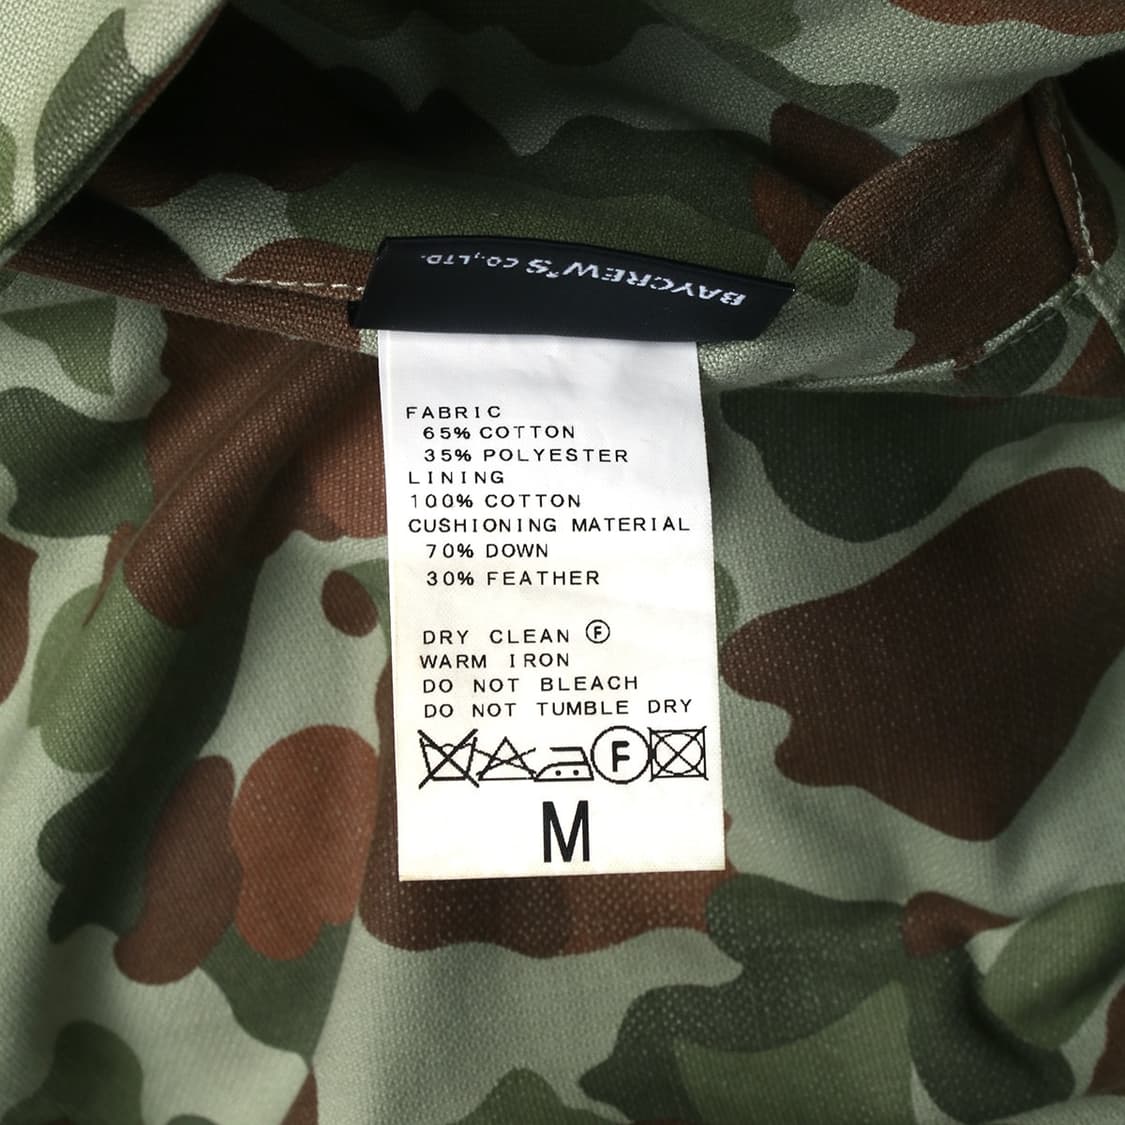 BAYCREW'S CO.,LTD.
FABRIC
65% COTTON
35% POLYESTER
LINING
100% COTTON
CUSHIONING MATERIAL
70% DOWN
30% FEATHER
DRY CLEAN Ⓕ
WARM IRON
DO NOT BLEACH
DO NOT TUMBLE DRY
F
M